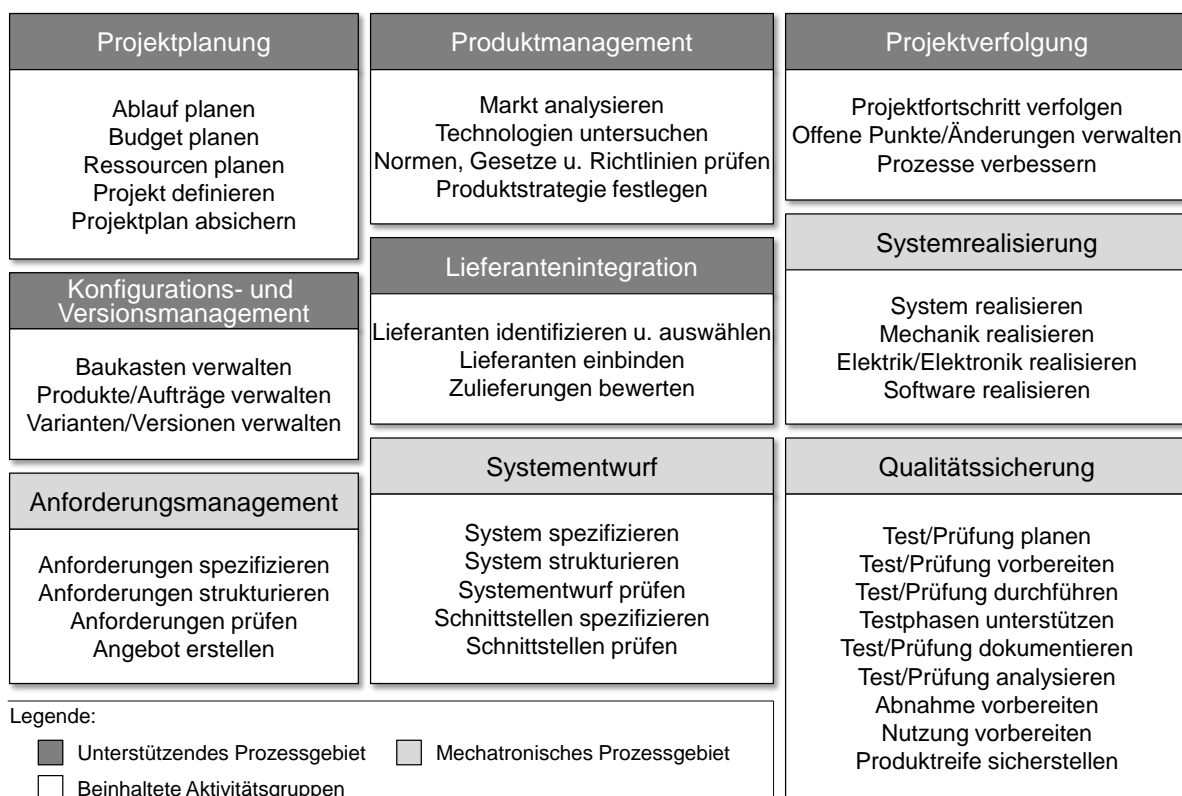 Projektplanung
Ablauf planen
Budget planen
Ressourcen planen
Projekt definieren
Projektplan absichern
Konfigurations- und
Versionsmanagement
Baukasten verwalten
Produkte/Aufträge verwalten
Varianten/Versionen verwalten
Anforderungsmanagement
Anforderungen spezifizieren
Anforderungen strukturieren
Anforderungen prüfen
Angebot erstellen
Produktmanagement
Markt analysieren
Technologien untersuchen
Normen, Gesetze u. Richtlinien prüfen
Produktstrategie festlegen
Lieferantenintegration
Lieferanten identifizieren u. auswählen
Lieferanten einbinden
Zulieferungen bewerten
Systementwurf
System spezifizieren
System strukturieren
Systementwurf prüfen
Schnittstellen spezifizieren
Schnittstellen prüfen
Projektverfolgung
Projektfortschritt verfolgen
Offene Punkte/Änderungen verwalten
Prozesse verbessern
Systemrealisierung
System realisieren
Mechanik realisieren
Elektrik/Elektronik realisieren
Software realisieren
Qualitätssicherung
Test/Prüfung planen
Test/Prüfung vorbereiten
Test/Prüfung durchführen
Testphasen unterstützen
Test/Prüfung dokumentieren
Test/Prüfung analysieren
Abnahme vorbereiten
Nutzung vorbereiten
Produktreife sicherstellen
Legende:
Unterstützendes Prozessgebiet
Mechatronisches Prozessgebiet
Beinhaltete Aktivitätsgruppen